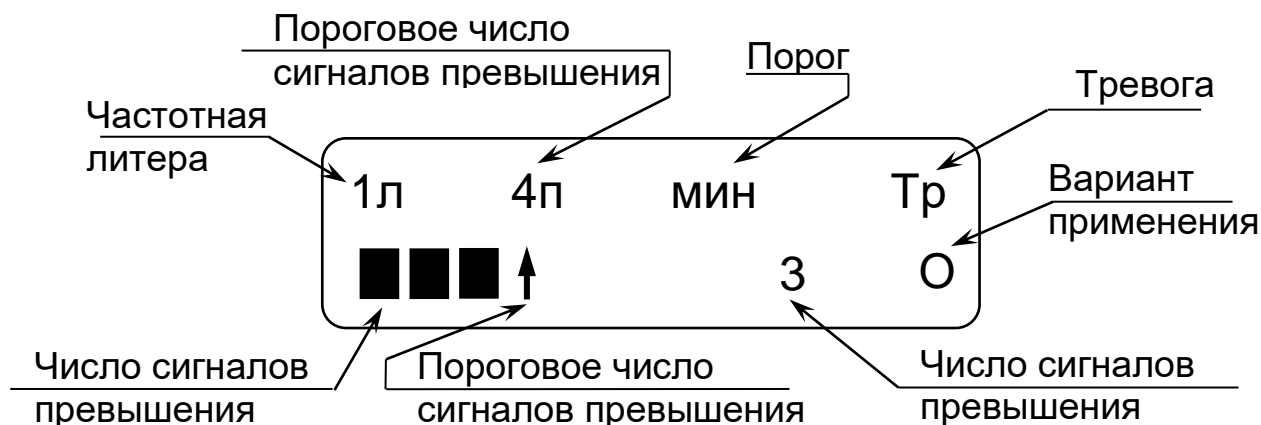 Пороговое число
сигналов превышения
Порог
Тревога
Частотная
литера
1л 4п мин Тр
Вариант
применения
3 О
Число сигналов
превышения
Пороговое число
сигналов превышения
Число сигналов
превышения